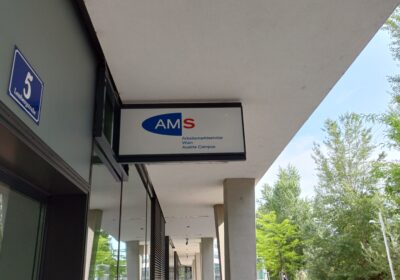 5
AMS
Arbeitsmarktservice
Wien
Austria Campus